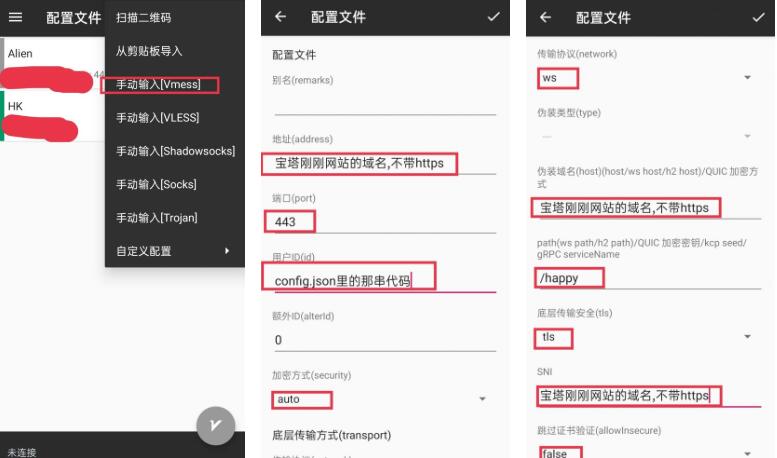 配置文件
扫描二维码
从剪贴板导入
手动输入[Vmess]
手动输入[VLESS]
手动输入[Shadowsocks]
手动输入[Socks]
手动输入[Trojan]
自定义配置
Alien
44
HK
未连接
配置文件
配置文件
别名(remarks)
地址(address)
宝塔刚刚网站的域名,不带https
端口(port)
443
用户ID(id)
config.json里的那串代码
额外ID(alterId)
0
加密方式(security)
auto
底层传输方式(transport)
配置文件
传输协议(network)
ws
伪装类型(type)
---
伪装域名(host)(host/ws host/h2 host)/QUIC 加密方
式
宝塔刚刚网站的域名,不带https
path(ws path/h2 path)/QUIC 加密密钥/kcp seed/
gRPC serviceName
/happy
底层传输安全(tls)
tls
SNI
宝塔刚刚网站的域名,不带https
跳过证书验证(allowInsecure)
false